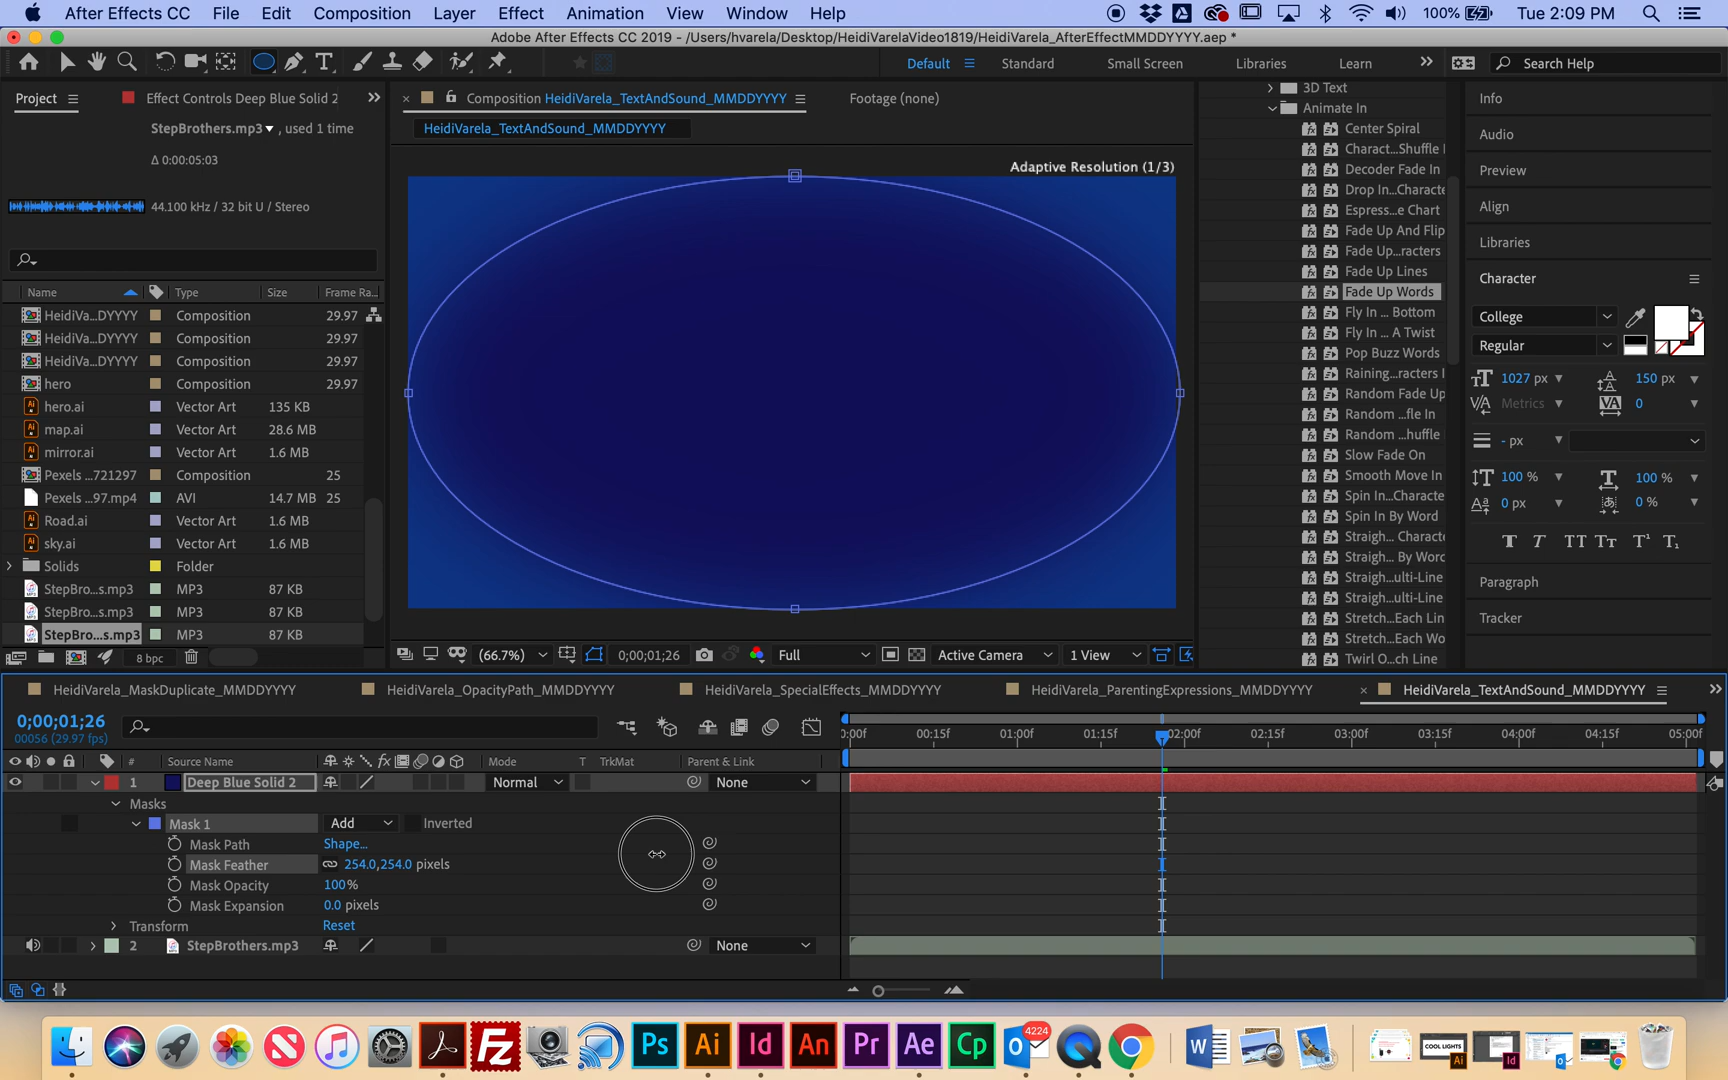 After Effects CC File Edit Composition Layer Effect Animation View Window Help 100% Tue 2:09 PM
Adobe After Effects CC 2019 - /Users/hvarela/Desktop/HeidiVarelaVideo1819/HeidiVarela_AfterEffectMMDDYYYY.aep *
Default Standard Small Screen Libraries Learn Search Help
Project Effect Controls Deep Blue Solid 2
StepBrothers.mp3 , used 1 time
Δ 0:00:05:03
44.100 kHz / 32 bit U / Stereo
Name Type Size Frame Ra...
HeidiVa...DYYYY Composition 29.97
HeidiVa...DYYYY Composition 29.97
HeidiVa...DYYYY Composition 29.97
hero Composition 29.97
hero.ai Vector Art 135 KB
map.ai Vector Art 28.6 MB
mirror.ai Vector Art 1.6 MB
Pexels ...721297 Composition 25
Pexels ...97.mp4 AVI 14.7 MB 25
Road.ai Vector Art 1.6 MB
sky.ai Vector Art 1.6 MB
Solids Folder
StepBro...s.mp3 MP3 87 KB
StepBro...s.mp3 MP3 87 KB
StepBro...s.mp3 MP3 87 KB
8 bpc
Composition HeidiVarela_TextAndSound_MMDDYYYY Footage (none)
HeidiVarela_TextAndSound_MMDDYYYY
Adaptive Resolution (1/3)
(66.7%) 0;00;01;26 Full Active Camera 1 View
3D Text
Animate In
Center Spiral
Charact...Shuffle I
Decoder Fade In
Drop In...Characte
Espress...e Chart
Fade Up And Flip
Fade Up...racters
Fade Up Lines
Fade Up Words
Fly In ... Bottom
Fly In ... A Twist
Pop Buzz Words
Raining...racters I
Random Fade Up
Random ...fle In
Random ...huffle
Slow Fade On
Smooth Move In
Spin In...Characte
Spin In By Word
Straigh... Characte
Straigh... By Worc
Straigh...ulti-Line
Straigh...ulti-Line
Stretch...Each Lin
Stretch...Each Wo
Twirl O...ch Line
Info
Audio
Preview
Align
Libraries
Character
College
Regular
1027 px 150 px
Metrics 0
- px
100 % 100 %
0 px 0 %
T T TT Tт T¹ T₁
Paragraph
Tracker
HeidiVarela_MaskDuplicate_MMDDYYYY HeidiVarela_OpacityPath_MMDDYYYY HeidiVarela_SpecialEffects_MMDDYYYY HeidiVarela_ParentingExpressions_MMDDYYYY HeidiVarela_TextAndSound_MMDDYYYY
0;00;01;26
00056 (29.97 fps)
0:00f 00:15f 01:00f 01:15f 02:00f 02:15f 03:00f 03:15f 04:00f 04:15f 05:00f
# Source Name Mode T TrkMat Parent & Link
1 Deep Blue Solid 2 Normal None
Masks
Mask 1 Add Inverted
Mask Path Shape...
Mask Feather 254.0,254.0 pixels
Mask Opacity 100%
Mask Expansion 0.0 pixels
Transform Reset
2 StepBrothers.mp3 None
4224
Ps Ai Id An Pr Ae Cp
COOL LIGHTS